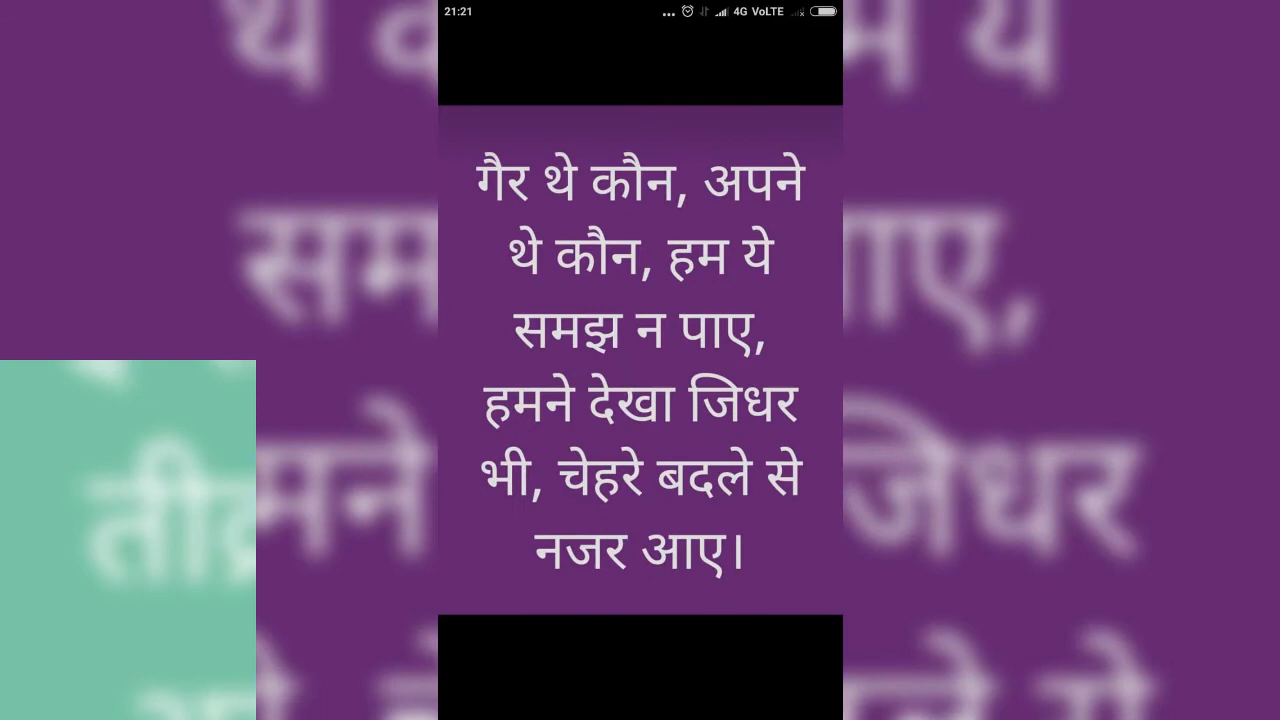 21:21
4G VoLTE
गैर थे कौन, अपने
थे कौन, हम ये
समझ न पाए,
हमने देखा जिधर
भी, चेहरे बदले से
नजर आए।